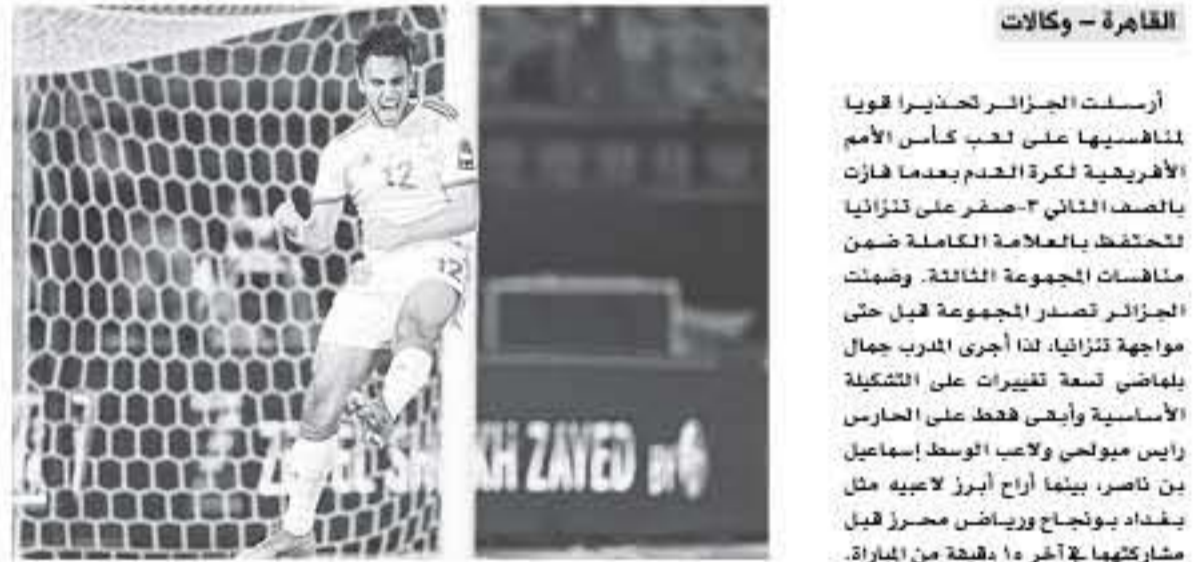 القاهرة – وكالات
أرسلت الجزائر تحذيرا قويا
لمنافسيها على لقب كأس الأمم
الأفريقية لكرة القدم بعدما فازت
بالصف الثاني ٣-صفر على تنزانيا
لتحتفظ بالعلامة الكاملة ضمن
منافسات المجموعة الثالثة. وضمنت
الجزائر تصدر المجموعة قبل حتى
مواجهة تنزانيا، لذا أجرى المدرب جمال
بلماضي تسعة تغييرات على التشكيلة
الأساسية وأبقى فقط على الحارس
رايس مبولحي ولاعب الوسط إسماعيل
بن ناصر، بينما أراح أبرز لاعبيه مثل
بغداد بونجاح ورياض محرز قبل
مشاركتهما في آخر ١٥ دقيقة من المباراة.
12
12
KH ZAYED